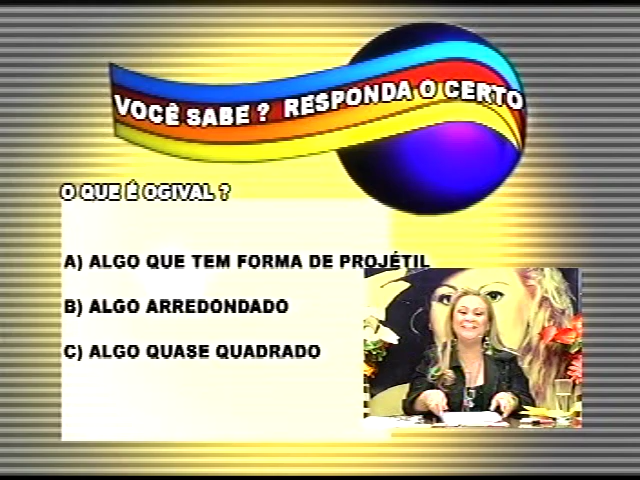 VOCÊ SABE ? RESPONDA O CERTO
O QUE É OGIVAL ?
A) ALGO QUE TEM FORMA DE PROJÉTIL
B) ALGO ARREDONDADO
C) ALGO QUASE QUADRADO